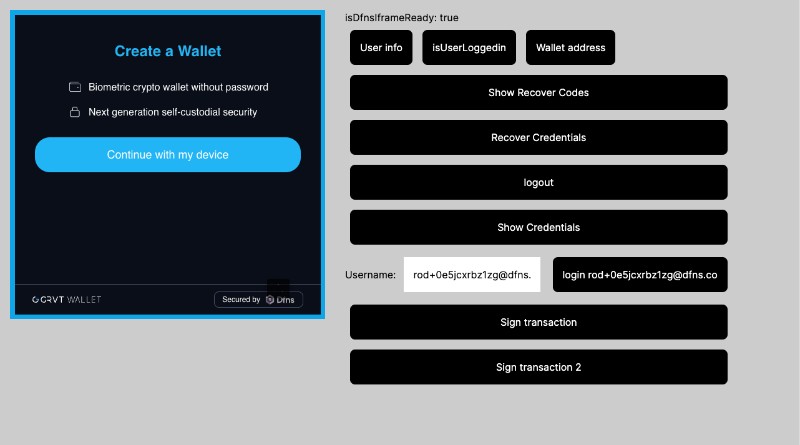 Create a Wallet
Biometric crypto wallet without password
Next generation self-custodial security
Continue with my device
GRVT WALLET
Secured by Dfns
isDfnsIframeReady: true
User info
isUserLoggedin
Wallet address
Show Recover Codes
Recover Credentials
logout
Show Credentials
Username: rod+0e5jcxrbz1zg@dfns.
login rod+0e5jcxrbz1zg@dfns.co
Sign transaction
Sign transaction 2